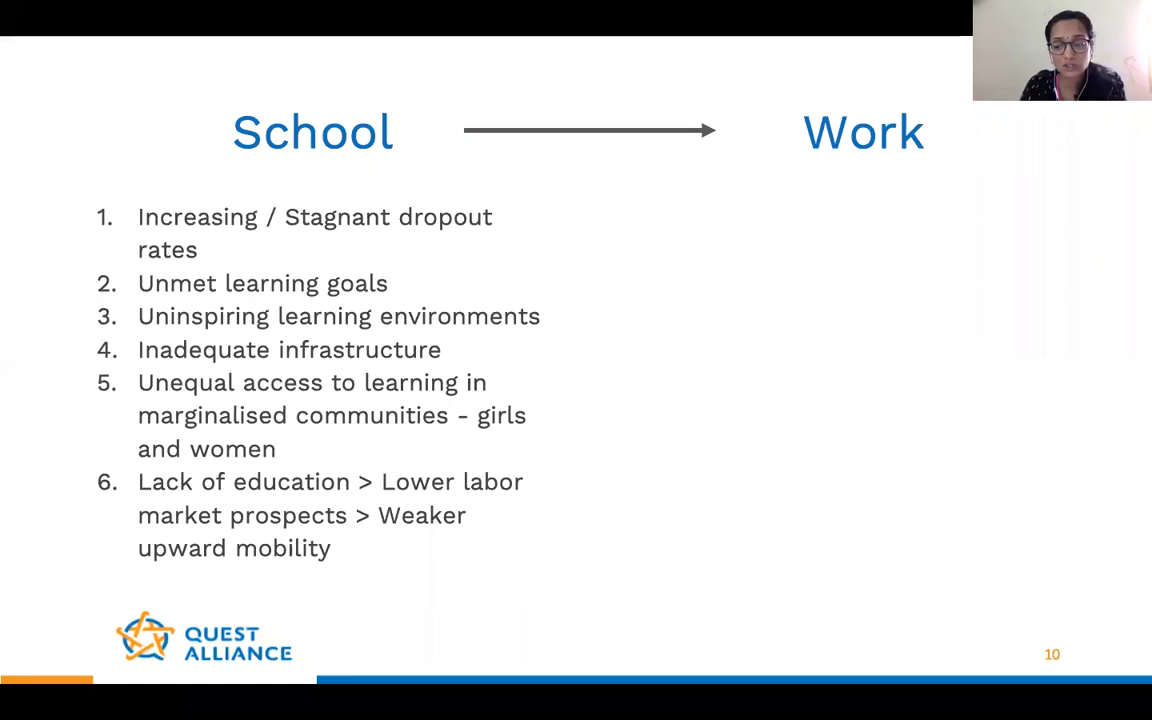 School
Work
1. Increasing / Stagnant dropout
rates
2. Unmet learning goals
3. Uninspiring learning environments
4. Inadequate infrastructure
5. Unequal access to learning in
marginalised communities - girls
and women
6. Lack of education > Lower labor
market prospects > Weaker
upward mobility
QUEST
ALLIANCE
10